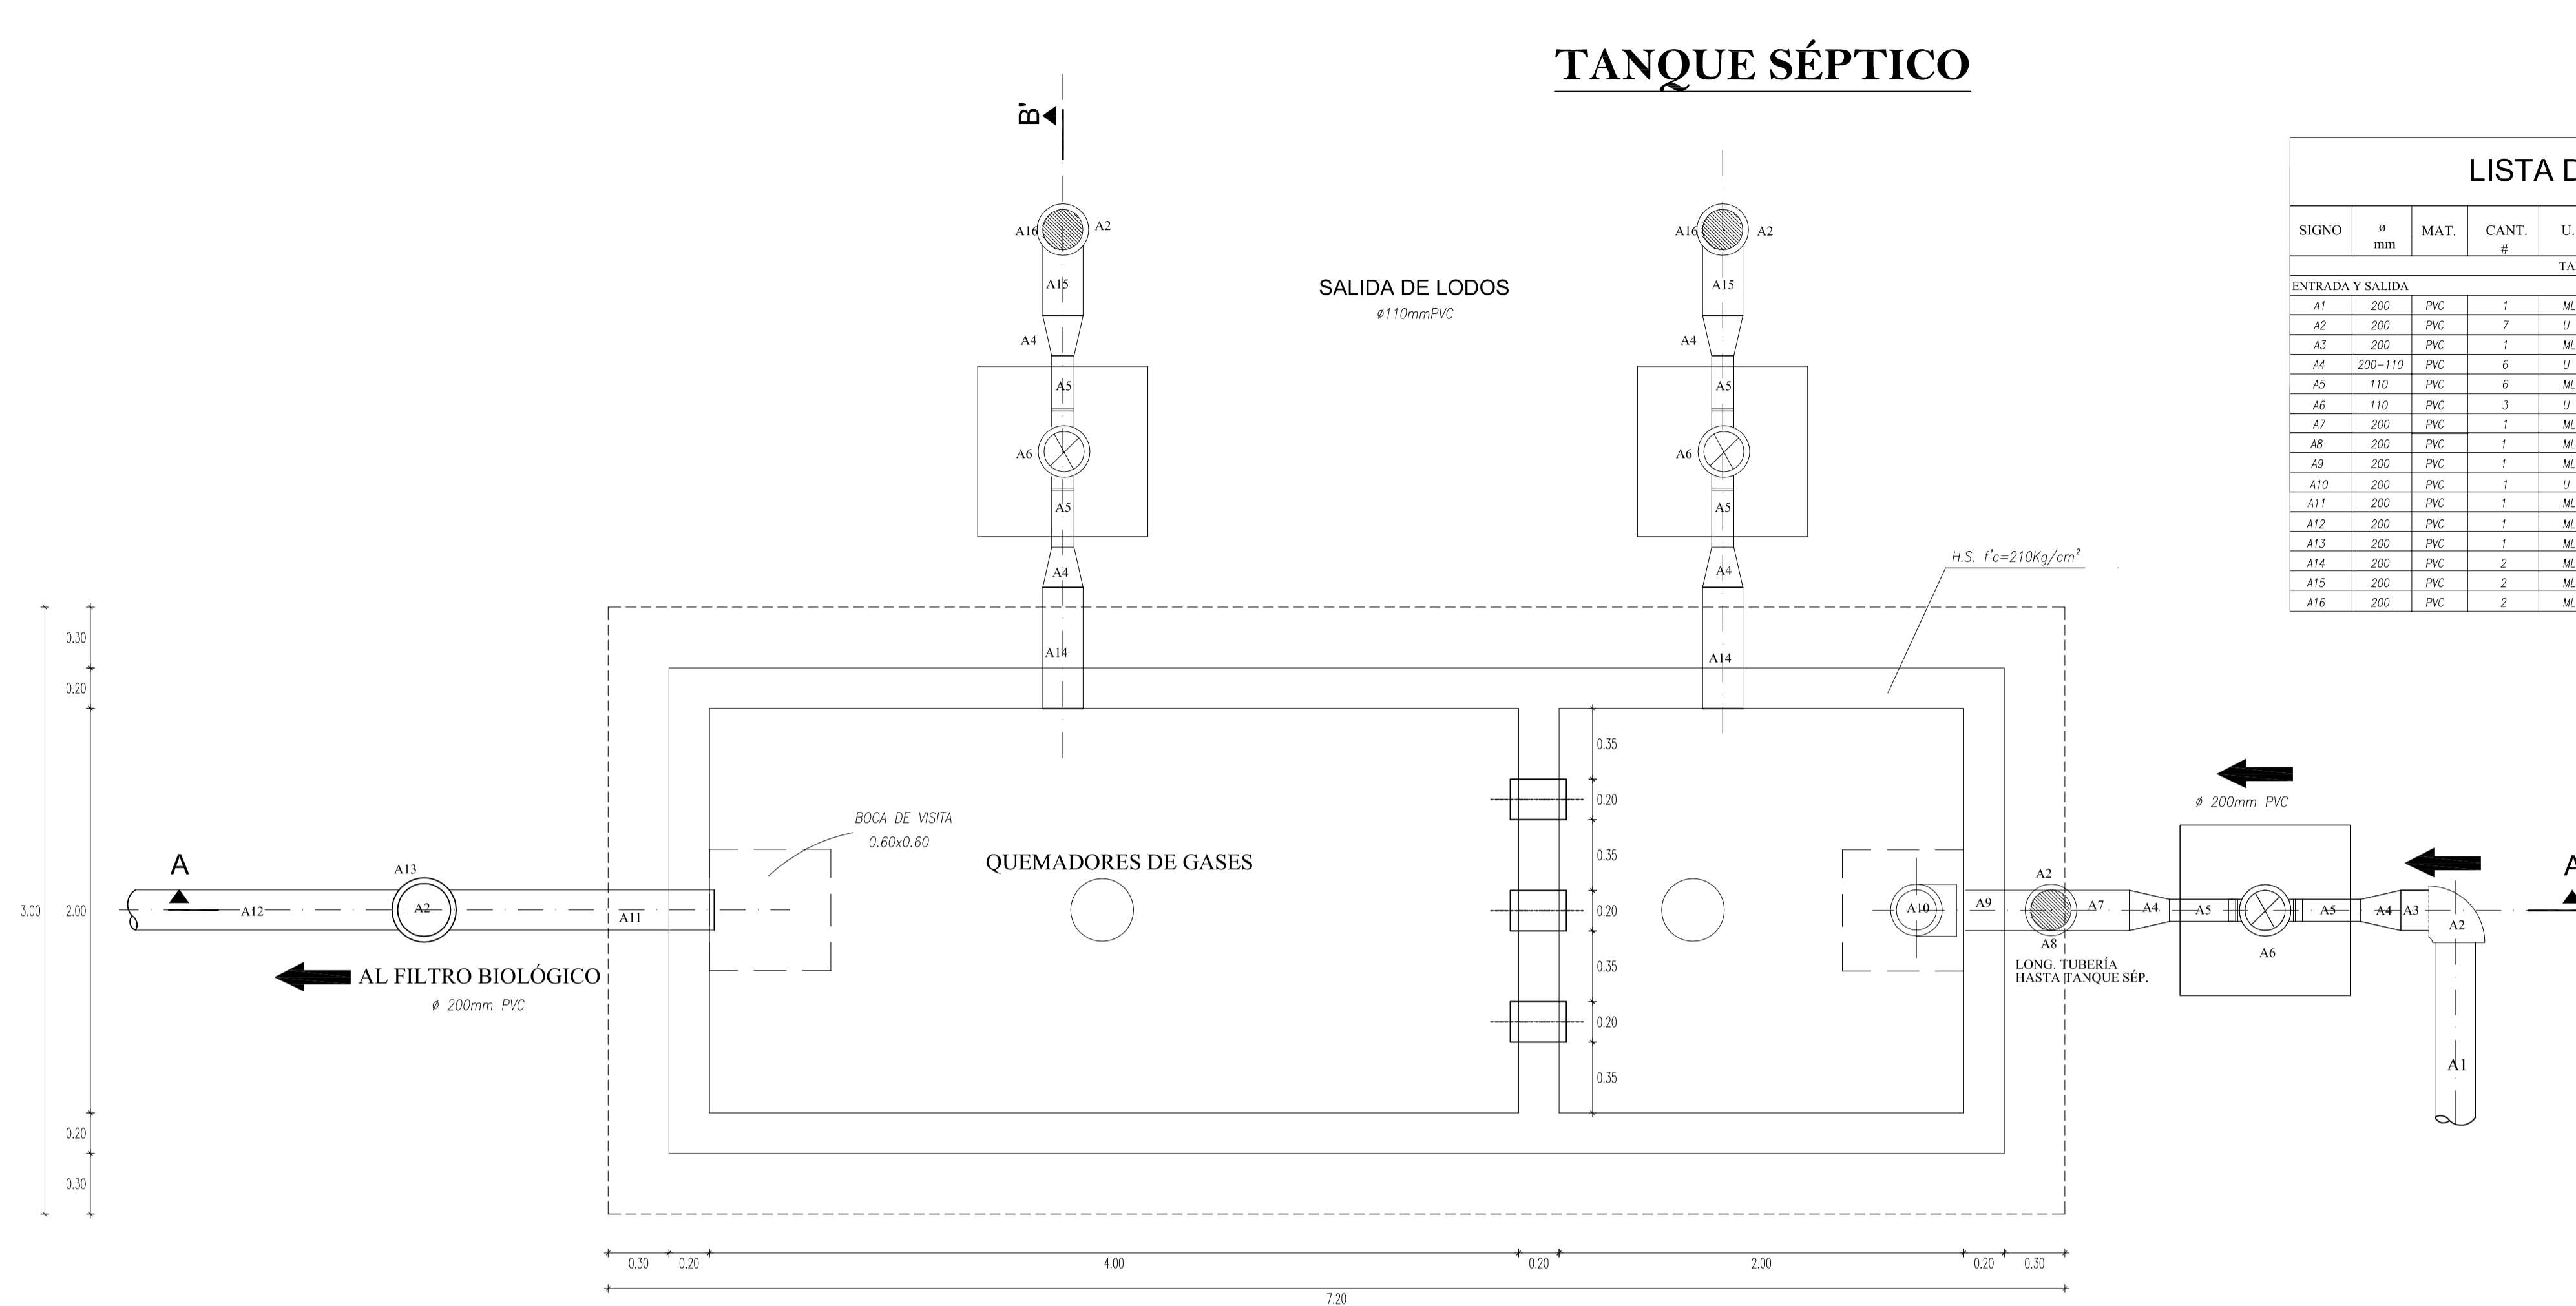 TANQUE SÉPTICO
B'
A16
A2
A15
A4
A5
A6
A5
A4
A14
SALIDA DE LODOS
ø110mmPVC
A16
A2
A15
A4
A5
A6
A5
A4
A14
H.S. f'c=210Kg/cm²
LISTA D
SIGNO ø mm MAT. CANT. # U.
TA
ENTRADA Y SALIDA
A1 200 PVC 1 ML
A2 200 PVC 7 U
A3 200 PVC 1 ML
A4 200-110 PVC 6 U
A5 110 PVC 6 ML
A6 110 PVC 3 U
A7 200 PVC 1 ML
A8 200 PVC 1 ML
A9 200 PVC 1 ML
A10 200 PVC 1 U
A11 200 PVC 1 ML
A12 200 PVC 1 ML
A13 200 PVC 1 ML
A14 200 PVC 2 ML
A15 200 PVC 2 ML
A16 200 PVC 2 ML
0.30
0.20
3.00
2.00
0.20
0.30
A
A12
A13
A2
A11
AL FILTRO BIOLÓGICO
ø 200mm PVC
BOCA DE VISITA
0.60x0.60
QUEMADORES DE GASES
0.35
0.20
0.35
0.20
0.35
0.20
0.35
A10
A9
A2
A8
A7
A4
A5
A6
A5
A4
A3
A2
A1
LONG. TUBERÍA
HASTA TANQUE SÉP.
ø 200mm PVC
A
0.30
0.20
4.00
0.20
2.00
0.20
0.30
7.20